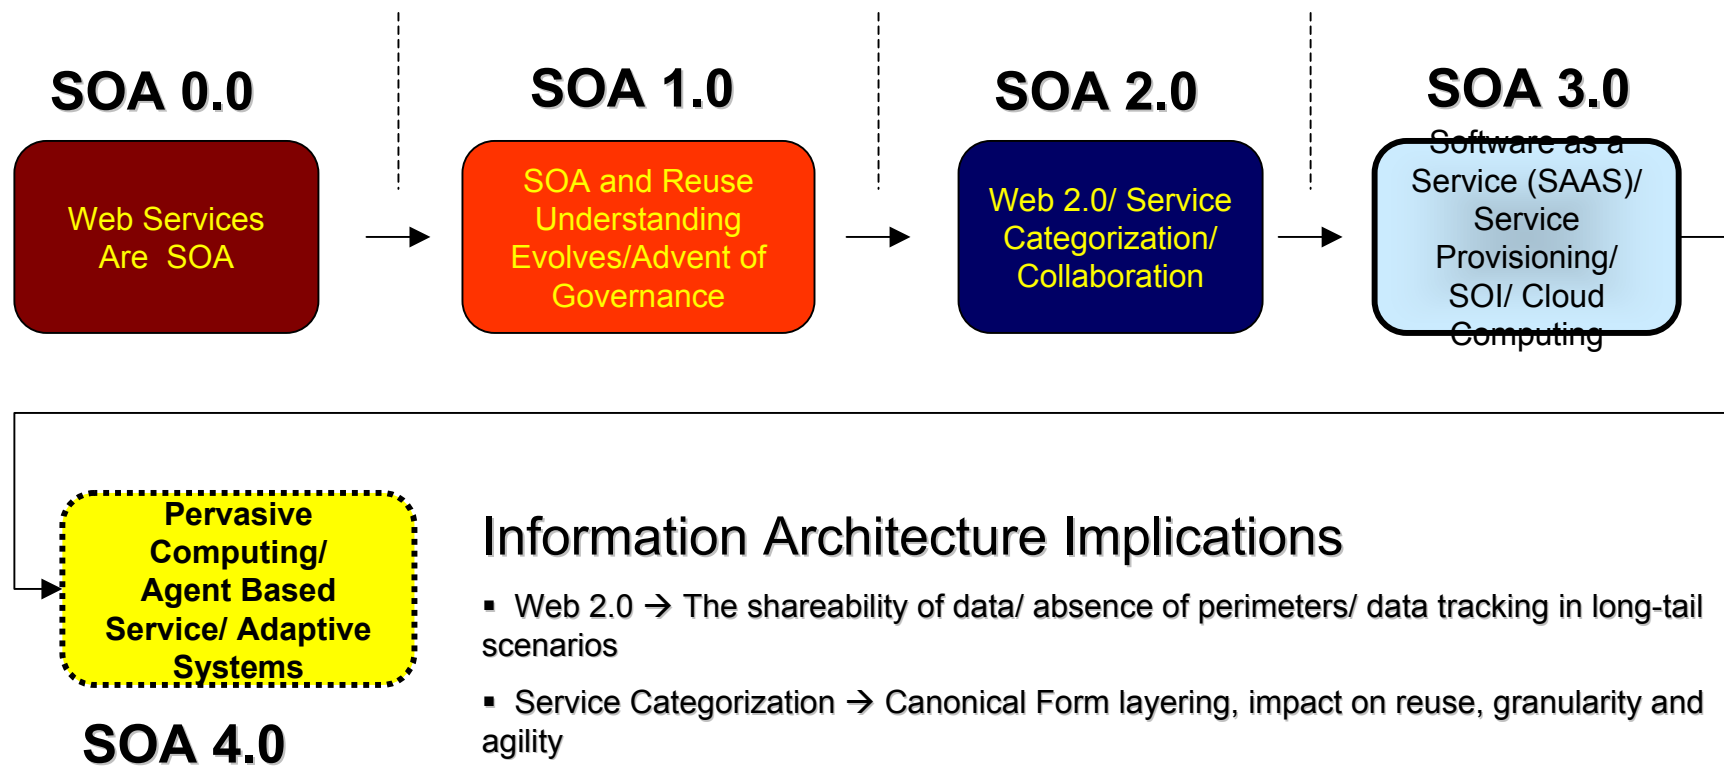 SOA 0.0
Web Services
Are SOA
SOA 1.0
SOA and Reuse
Understanding
Evolves/Advent of
Governance
SOA 2.0
Web 2.0/ Service
Categorization/
Collaboration
SOA 3.0
Software as a
Service (SAAS)/
Service
Provisioning/
SOI/ Cloud
Computing
Pervasive
Computing/
Agent Based
Service/ Adaptive
Systems
SOA 4.0
Information Architecture Implications
▪ Web 2.0 → The shareability of data/ absence of perimeters/ data tracking in long-tail
scenarios
▪ Service Categorization → Canonical Form layering, impact on reuse, granularity and
agility